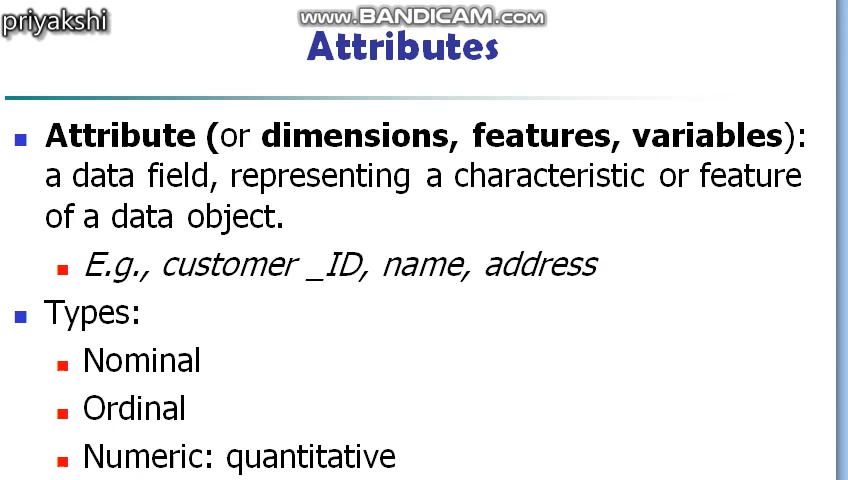 priyakshi
www.BANDICAM.com
Attributes
Attribute (or dimensions, features, variables):
a data field, representing a characteristic or feature
of a data object.
E.g., customer _ID, name, address
Types:
Nominal
Ordinal
Numeric: quantitative